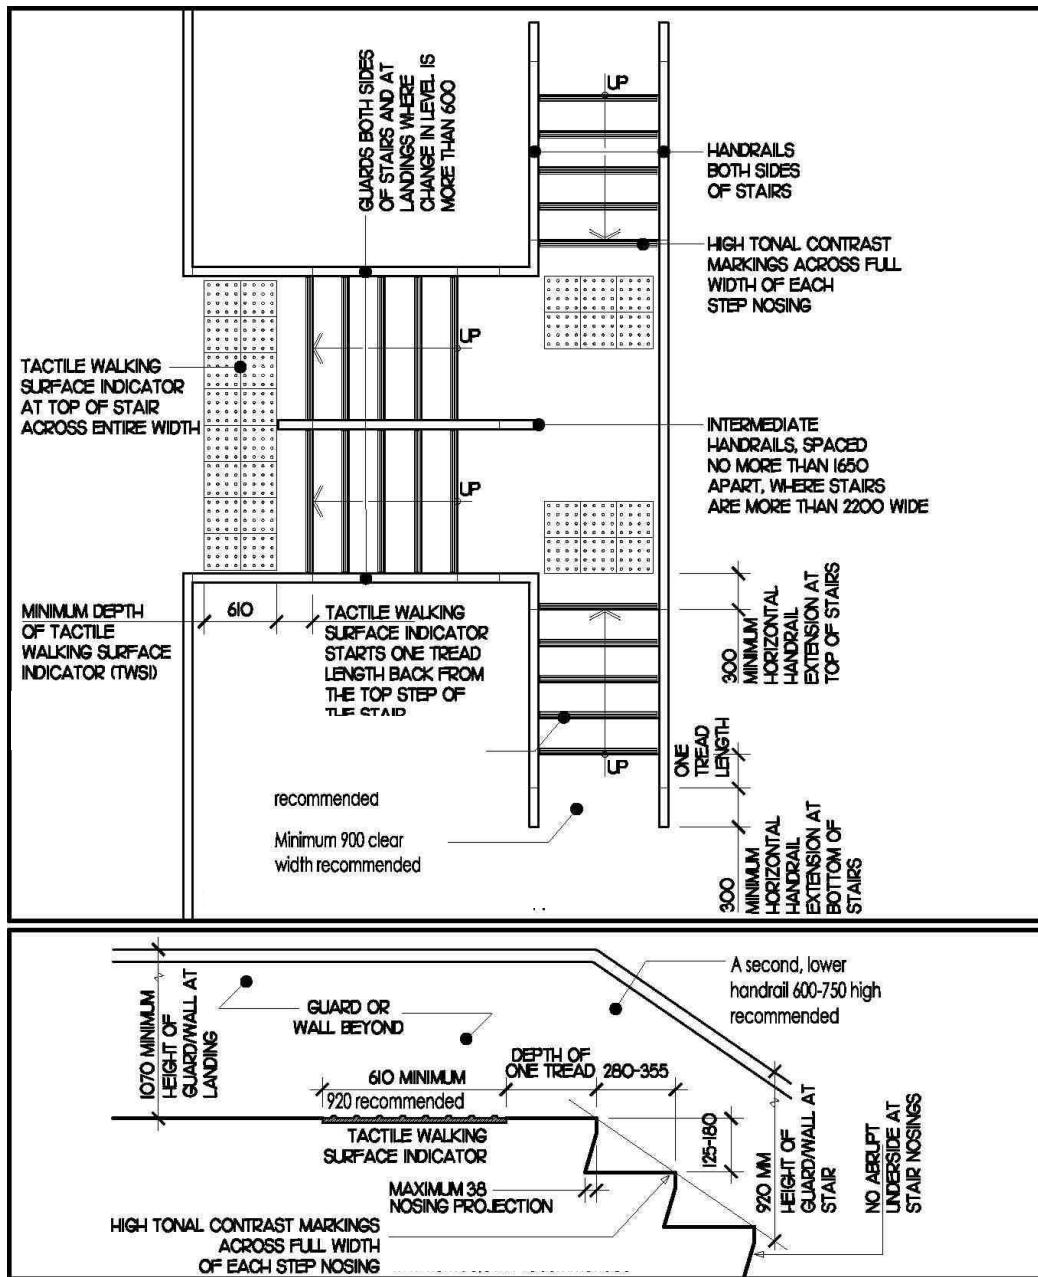 GUARDS BOTH SIDES
OF STAIRS AND AT
LANDINGS WHERE
CHANGE IN LEVEL IS
MORE THAN 600
UP
HANDRAILS
BOTH SIDES
OF STAIRS
HIGH TONAL CONTRAST
MARKINGS ACROSS FULL
WIDTH OF EACH
STEP NOSING
UP
TACTILE WALKING
SURFACE INDICATOR
AT TOP OF STAIR
ACROSS ENTIRE WIDTH
INTERMEDIATE
HANDRAILS, SPACED
NO MORE THAN 1650
APART, WHERE STAIRS
ARE MORE THAN 2200 WIDE
UP
MINIMUM DEPTH
OF TACTILE
WALKING SURFACE
INDICATOR (TWSI)
610
TACTILE WALKING
SURFACE INDICATOR
STARTS ONE TREAD
LENGTH BACK FROM
THE TOP STEP OF
THE STAIR
300
MINIMUM
HORIZONTAL
HANDRAIL
EXTENSION AT
TOP OF STAIRS
ONE
TREAD
LENGTH
UP
recommended
Minimum 900 clear
width recommended
300
MINIMUM
HORIZONTAL
HANDRAIL
EXTENSION AT
BOTTOM OF
STAIRS
A second, lower
handrail 600-750 high
recommended
1070 MINIMUM
HEIGHT OF
GUARD/WALL AT
LANDING
GUARD OR
WALL BEYOND
DEPTH OF
ONE TREAD 280-355
610 MINIMUM
920 recommended
TACTILE WALKING
SURFACE INDICATOR
125-180
MAXIMUM 38
NOSING PROJECTION
920 MM
HEIGHT OF
GUARD/WALL AT
STAIR
NO ABRUPT
UNDERSIDE AT
STAIR NOSINGS
HIGH TONAL CONTRAST MARKINGS
ACROSS FULL WIDTH
OF EACH STEP NOSING